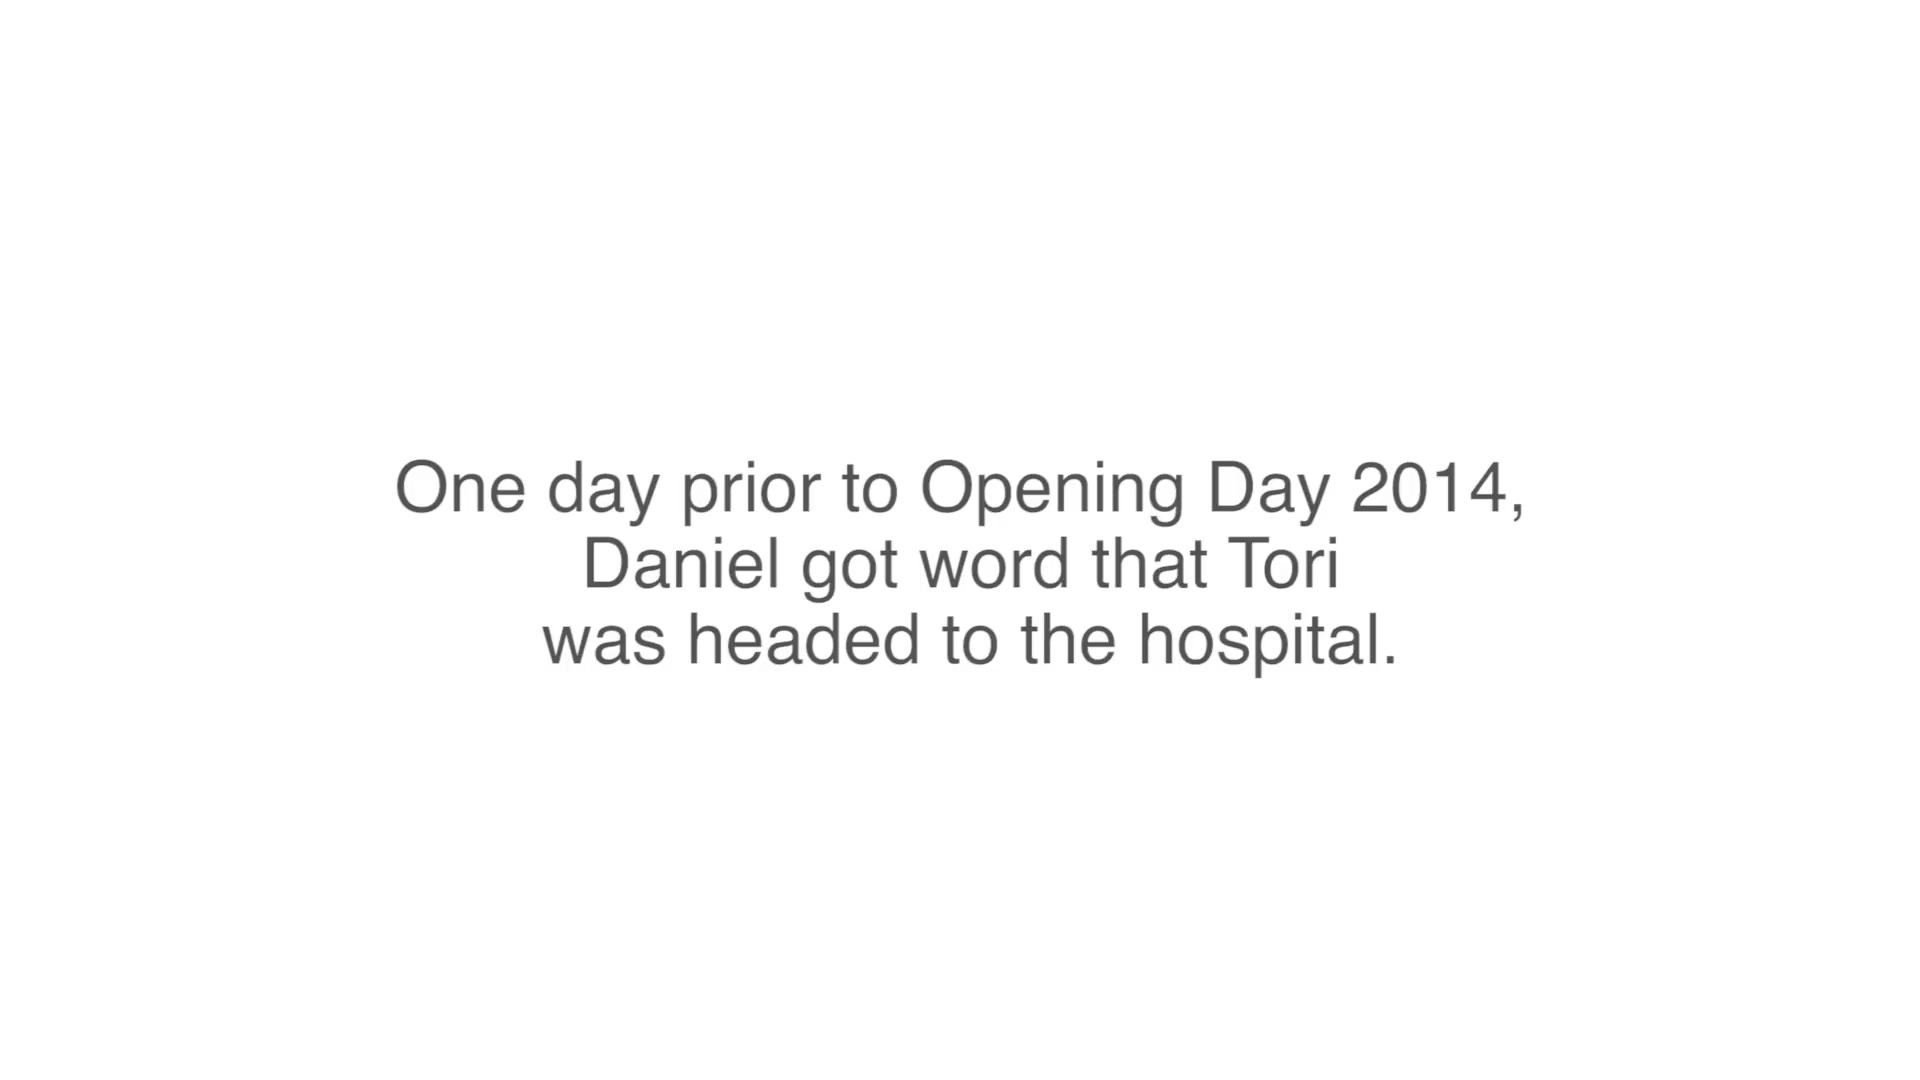 One day prior to Opening Day 2014,
Daniel got word that Tori
was headed to the hospital.